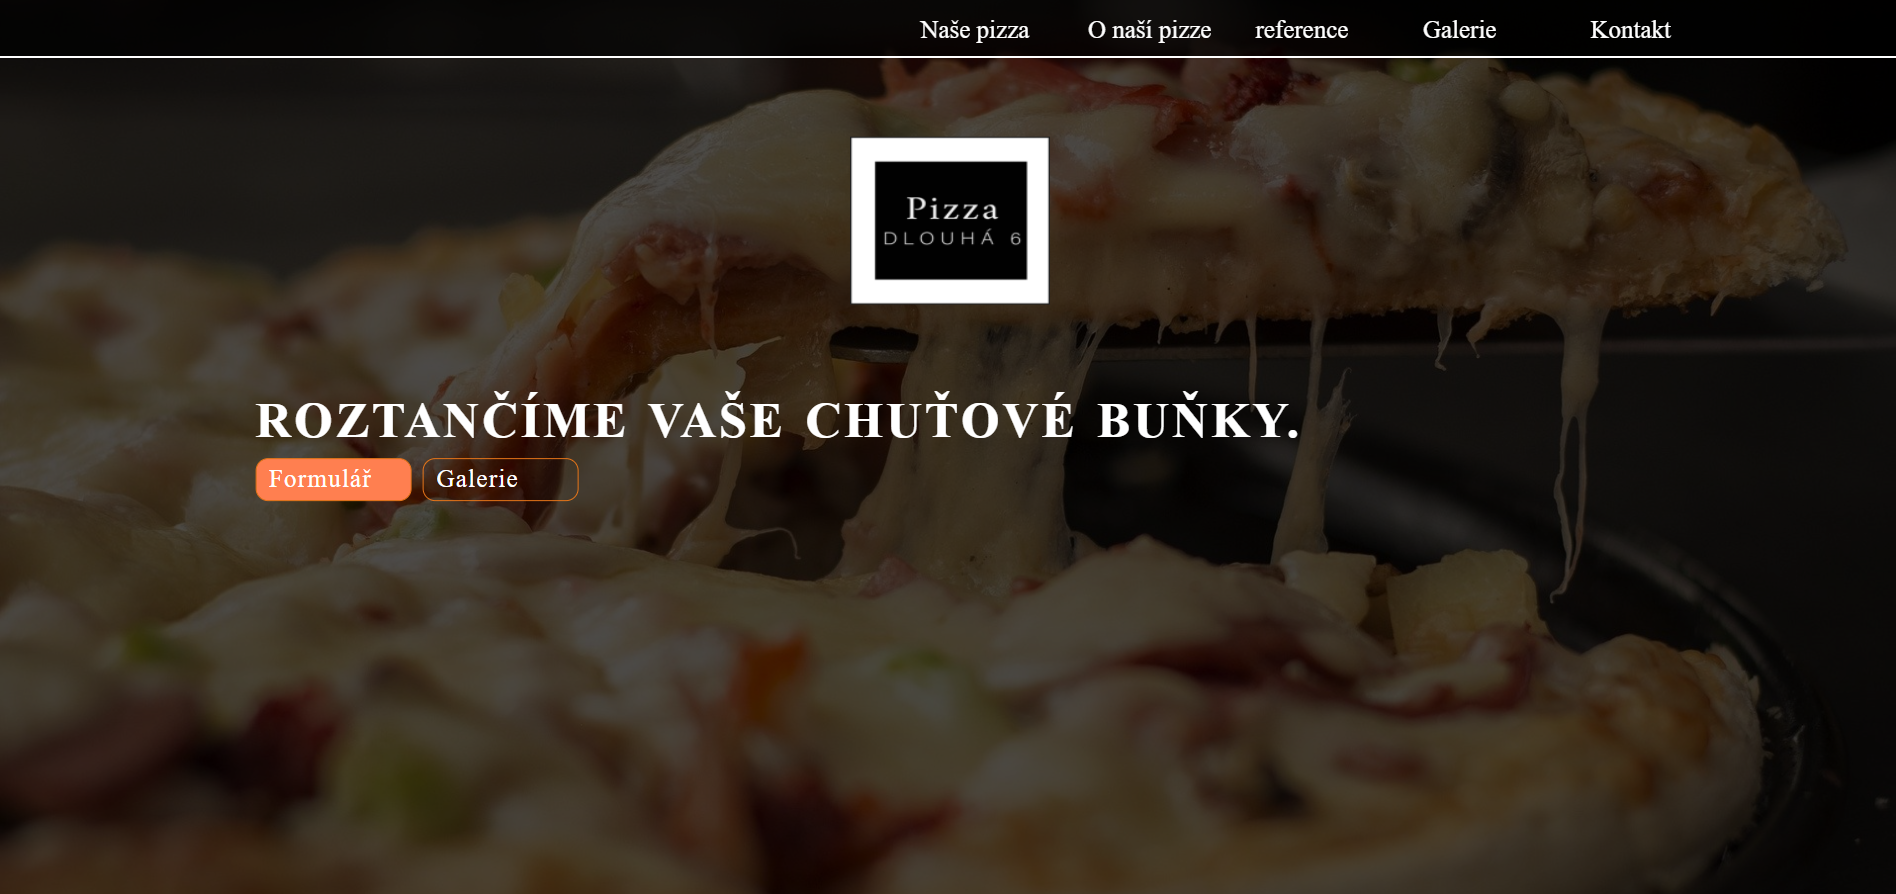 Naše pizza O naší pizze reference Galerie Kontakt
Pizza
DLOUHÁ 6
ROZTANČÍME VAŠE CHUŤOVÉ BUŇKY.
Formulář Galerie